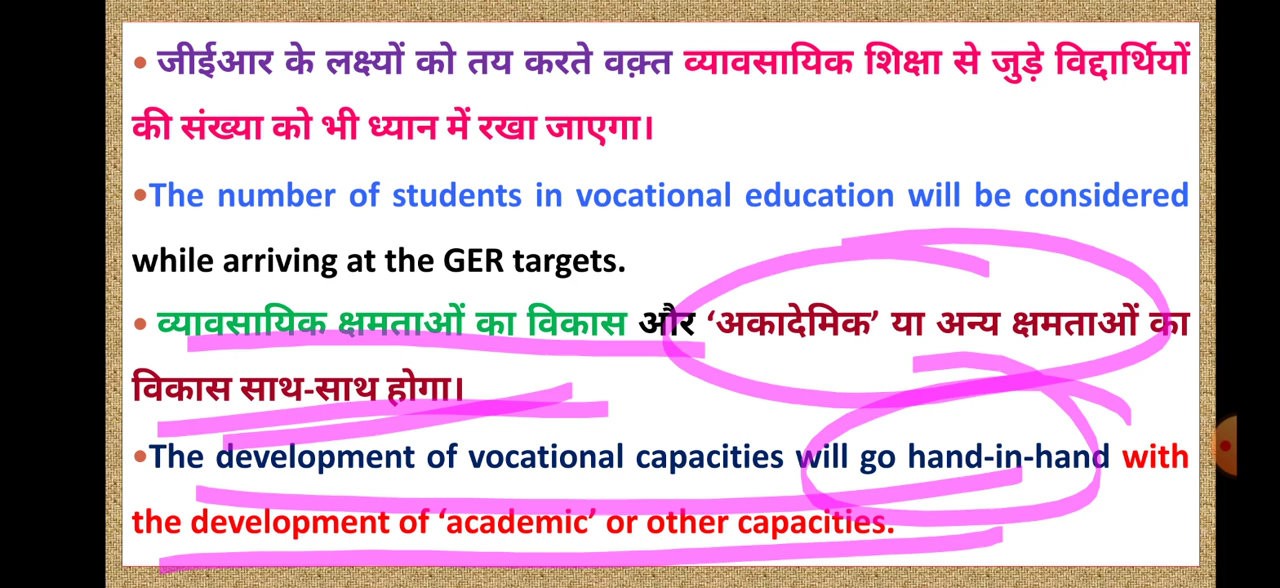 • जीईआर के लक्ष्यों को तय करते वक़्त व्यावसायिक शिक्षा से जुड़े विद्दार्थियों
की संख्या को भी ध्यान में रखा जाएगा।
•The number of students in vocational education will be considered
while arriving at the GER targets.
• व्यावसायिक क्षमताओं का विकास और ‘अकादेमिक’ या अन्य क्षमताओं का
विकास साथ-साथ होगा।
•The development of vocational capacities will go hand-in-hand with
the development of ‘academic’ or other capacities.